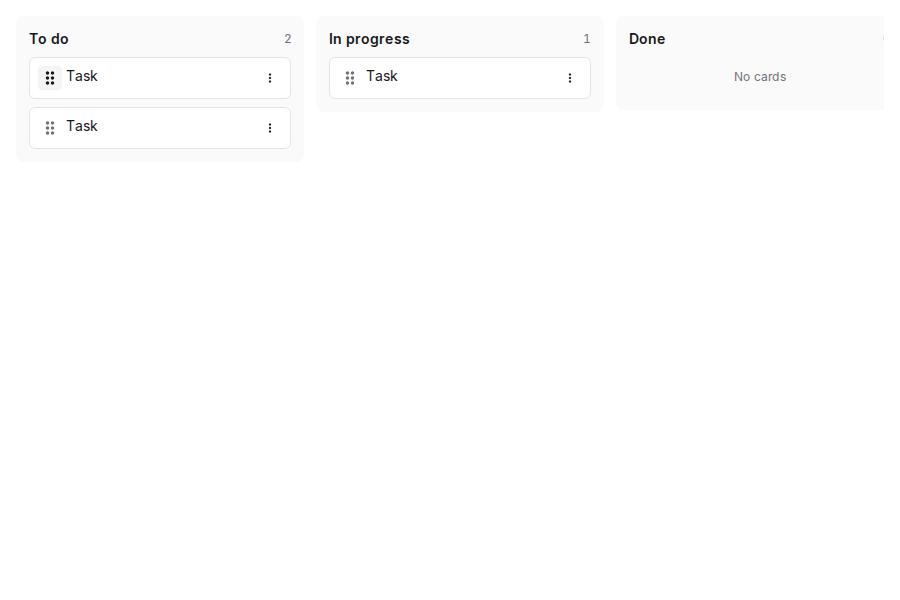 To do 2
Task
Task
In progress 1
Task
Done
No cards